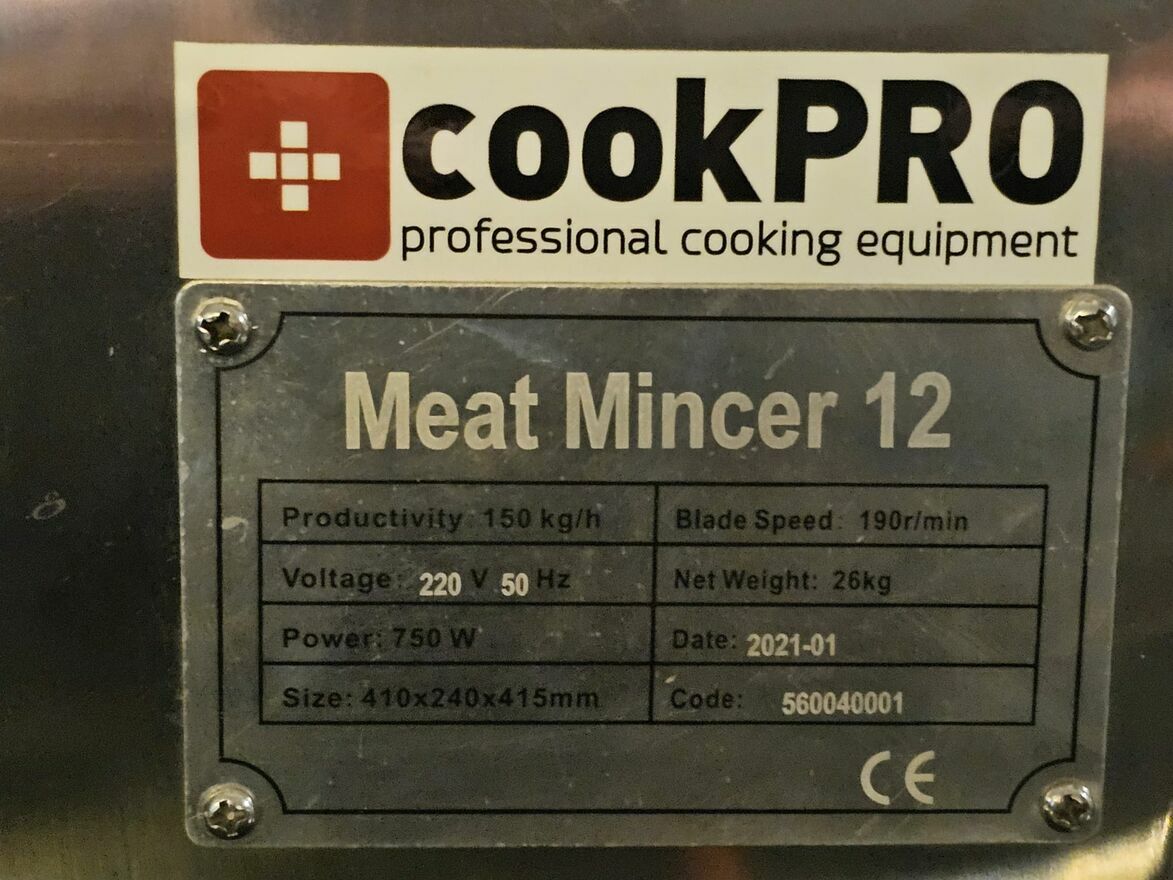 cookPRO
professional cooking equipment
Meat Mincer 12
Productivity: 150 kg/h
Blade Speed: 190r/min
Voltage: 220 V 50 Hz
Net Weight: 26kg
Power: 750 W
Date: 2021-01
Size: 410x240x415mm
Code: 560040001
CE